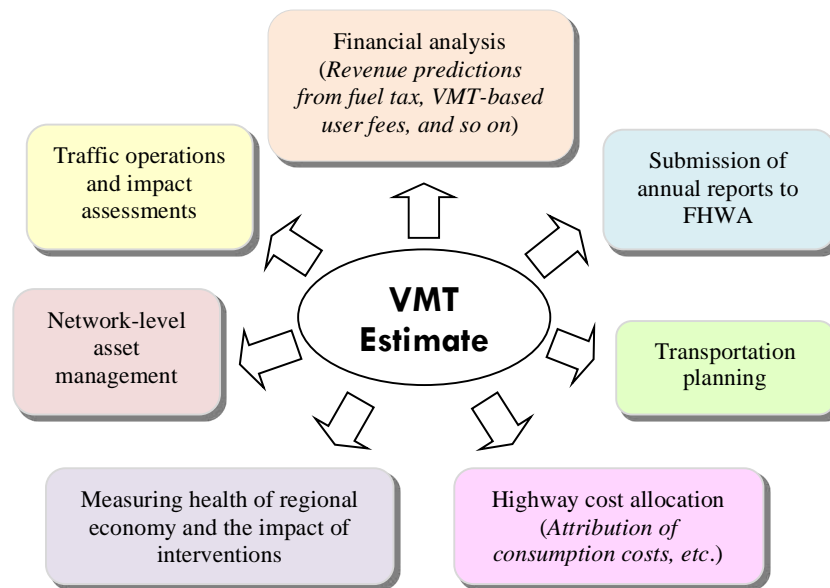 Financial analysis
(Revenue predictions
from fuel tax, VMT-based
user fees, and so on)
Traffic operations
and impact
assessments
Submission of
annual reports to
FHWA
VMT
Estimate
Network-level
asset
management
Transportation
planning
Measuring health of regional
economy and the impact of
interventions
Highway cost allocation
(Attribution of
consumption costs, etc.)